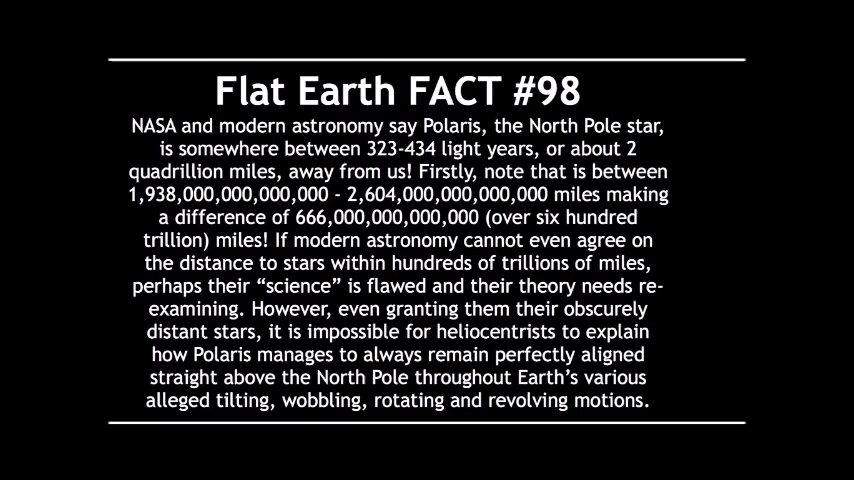 Flat Earth FACT #98
NASA and modern astronomy say Polaris, the North Pole star,
is somewhere between 323-434 light years, or about 2
quadrillion miles, away from us! Firstly, note that is between
1,938,000,000,000,000 - 2,604,000,000,000,000 miles making
a difference of 666,000,000,000,000 (over six hundred
trillion) miles! If modern astronomy cannot even agree on
the distance to stars within hundreds of trillions of miles,
perhaps their “science” is flawed and their theory needs re-
examining. However, even granting them their obscurely
distant stars, it is impossible for heliocentrists to explain
how Polaris manages to always remain perfectly aligned
straight above the North Pole throughout Earth’s various
alleged tilting, wobbling, rotating and revolving motions.